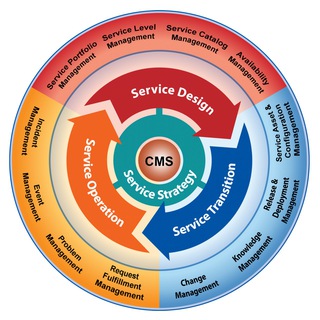 Service Portfolio
Management
Service Level
Management
Service Catalog
Management
Availability
Management
Service Asset &
Configuration
Management
Release &
Deployment
Management
Knowledge
Management
Change
Management
Request
Fulfillment
Management
Problem
Management
Event
Management
Incident
Management
Service Design
Service Transition
Service Operation
Service Strategy
CMS